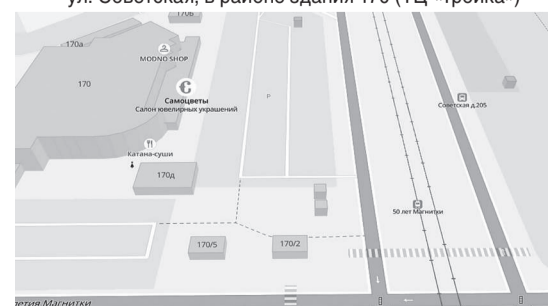 ул. Советская, в районе здания 170 (ТЦ «Тройка»)
170б
170а
MODNO SHOP
170
Самоцветы
Салон ювелирных украшений
P
Советская д.205
Катана-суши
170д
50 лет Магнитки
170/5
170/2
летия Магнитки